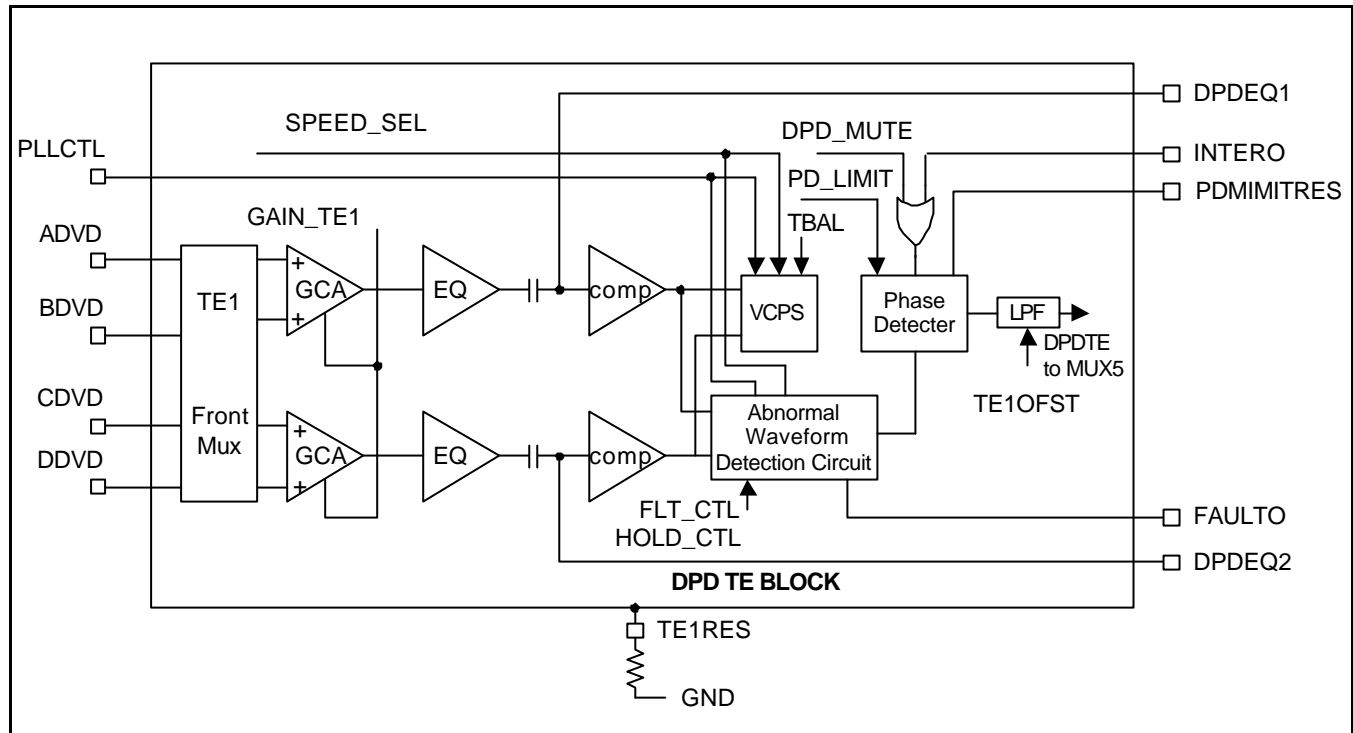 DPDEQ1
SPEED_SEL
DPD_MUTE
PLLCTL
INTERO
PD_LIMIT
PDMIMITRES
GAIN_TE1
TBAL
ADVD
TE1
GCA
EQ
comp
VCPS
Phase
Detecter
LPF
BDVD
DPDTE
to MUX5
TE1OFST
CDVD
Front
Mux
GCA
EQ
comp
Abnormal
Waveform
Detection Circuit
DDVD
FLT_CTL
HOLD_CTL
FAULTO
DPDEQ2
DPD TE BLOCK
TE1RES
GND
+
+
+
+